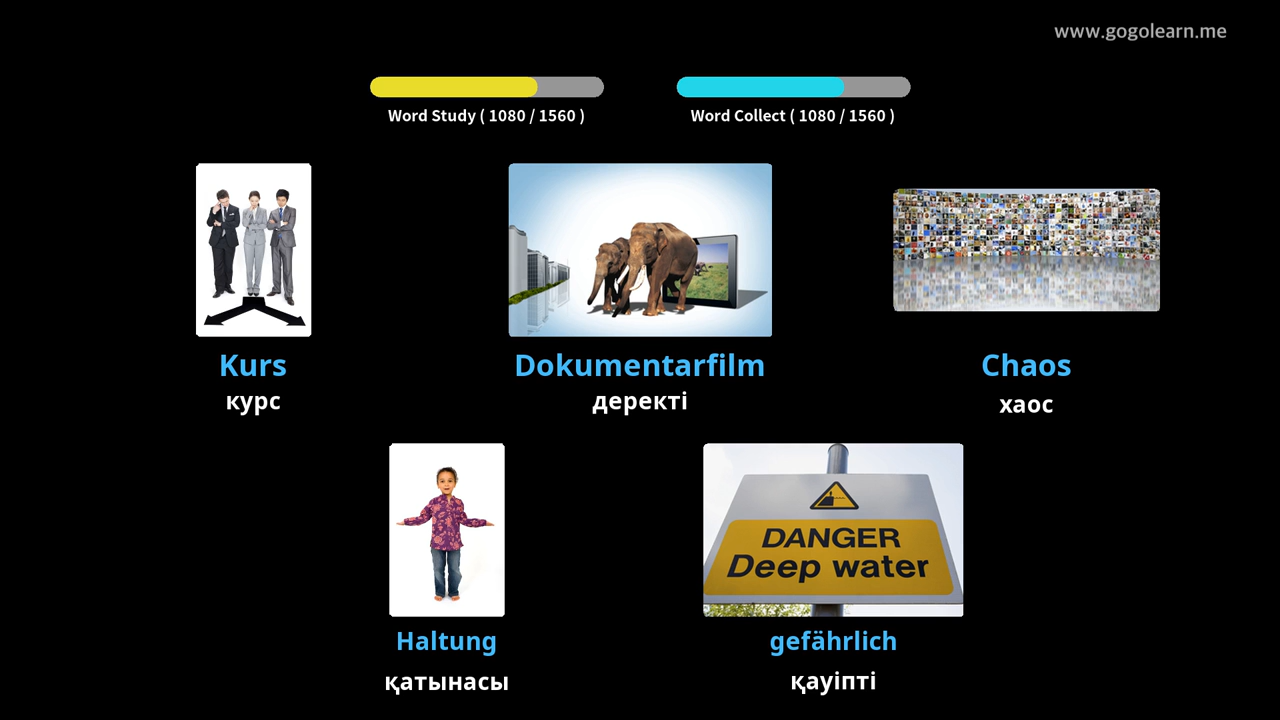 www.gogolearn.me
Word Study ( 1080 / 1560 )
Word Collect ( 1080 / 1560 )
Kurs
курс
Dokumentarfilm
деректі
Chaos
хаос
DANGER
Deep water
Haltung
қатынасы
gefährlich
қауіпті